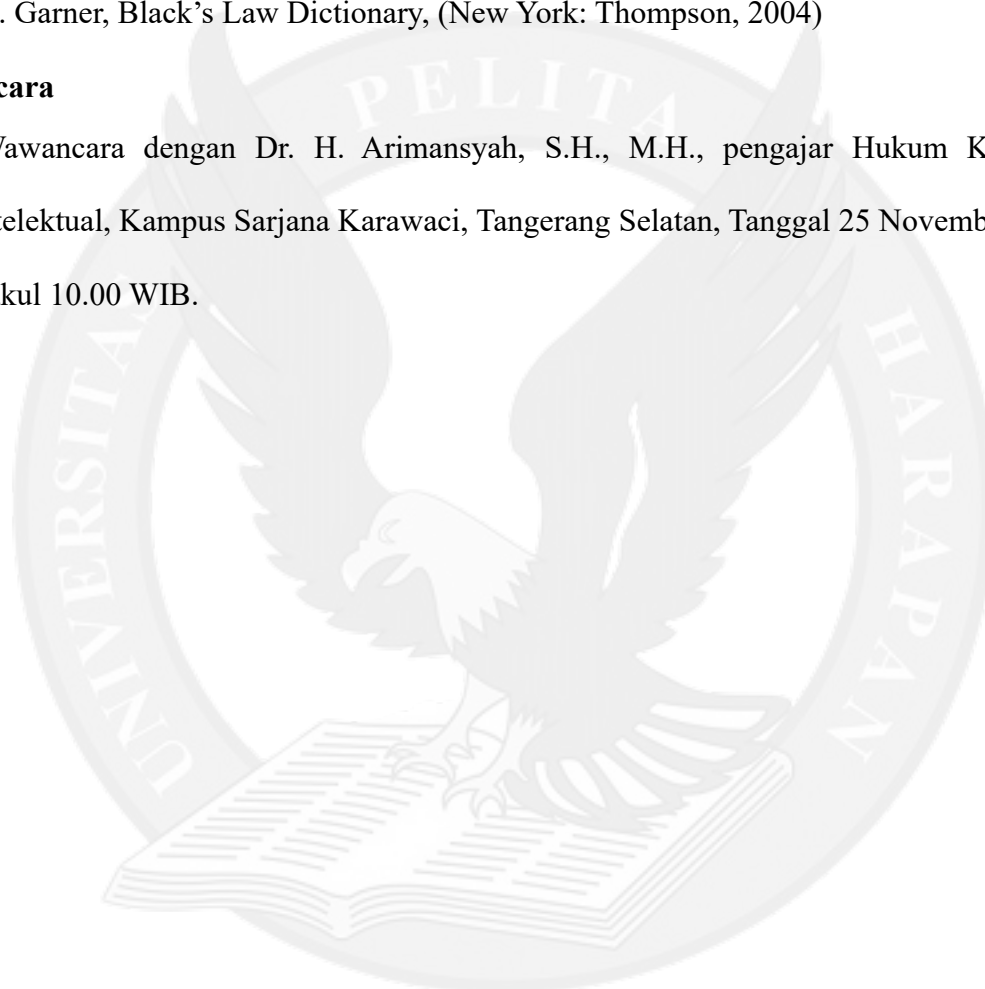 . Garner, Black’s Law Dictionary, (New York: Thompson, 2004)
cara
Wawancara dengan Dr. H. Arimansyah, S.H., M.H., pengajar Hukum K
telektual, Kampus Sarjana Karawaci, Tangerang Selatan, Tanggal 25 Novemb
kul 10.00 WIB.
UNIVERSITAS PELITA HARAPAN